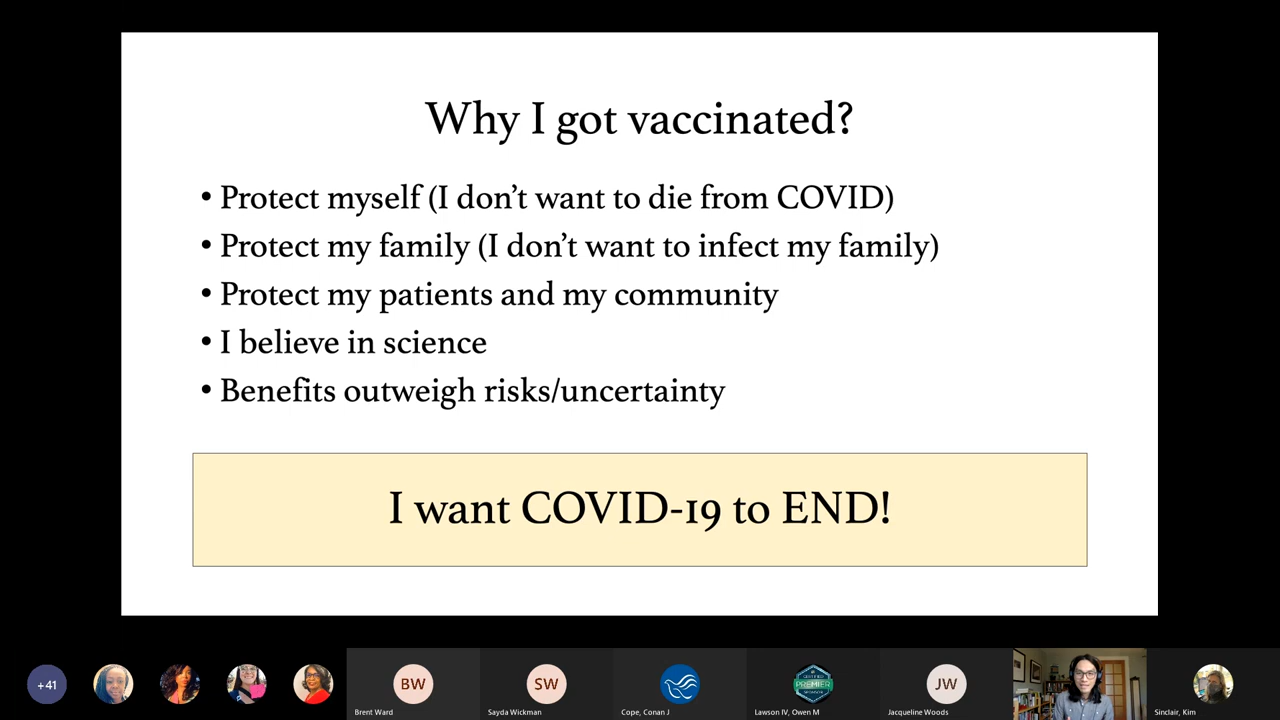 Why I got vaccinated?
• Protect myself (I don’t want to die from COVID)
• Protect my family (I don’t want to infect my family)
• Protect my patients and my community
• I believe in science
• Benefits outweigh risks/uncertainty
I want COVID-19 to END!
+41
BW
SW
JW
PREMIER
Brent Ward
Sayda Wickman
Cope, Conan J
Lawson IV, Owen M
Jacqueline Woods
Sinclair, Kim